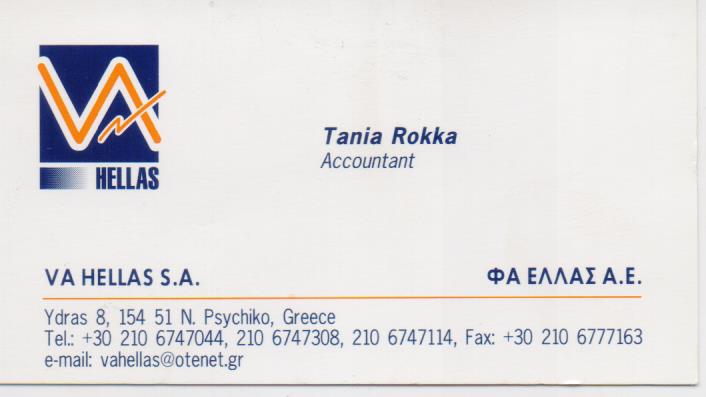 VA
HELLAS
Tania Rokka
Accountant
VA HELLAS S.A.
ΦΑ ΕΛΛΑΣ Α.Ε.
Ydras 8, 154 51 N. Psychiko, Greece
Tel.: +30 210 6747044, 210 6747308, 210 6747114, Fax: +30 210 6777163
e-mail: vahellas@otenet.gr